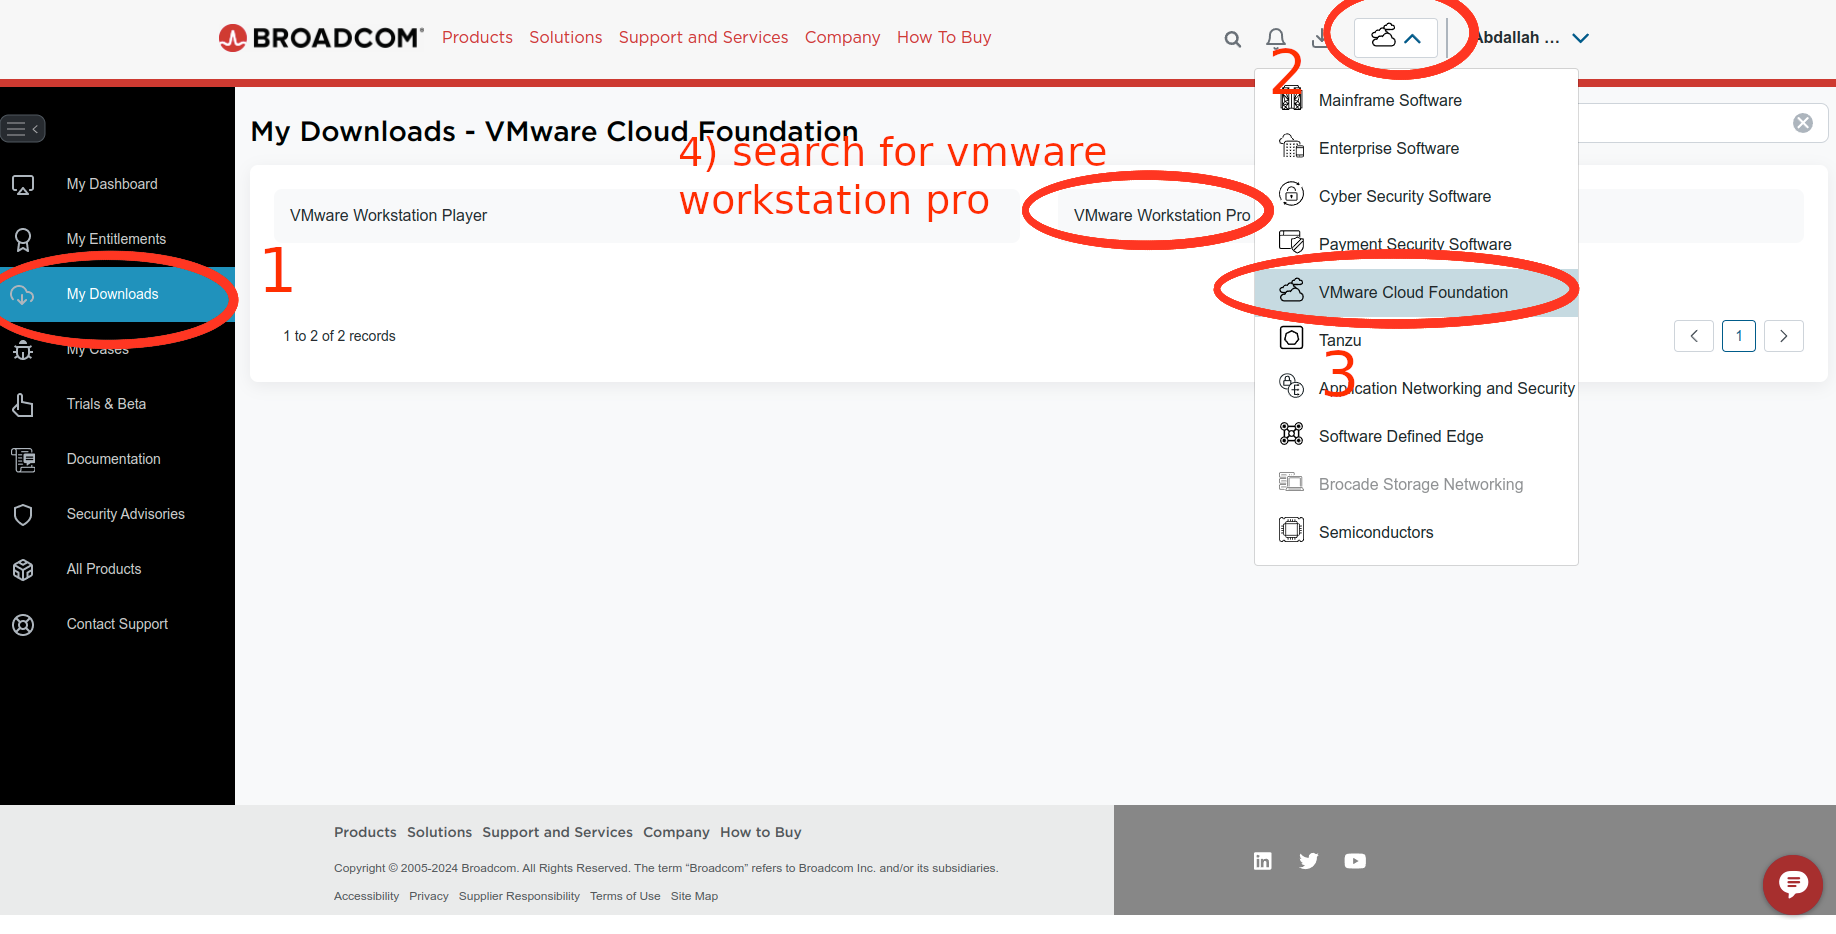 BROADCOM
Products Solutions Support and Services Company How To Buy
Abdallah ...
2
Mainframe Software
Enterprise Software
Cyber Security Software
Payment Security Software
VMware Cloud Foundation
Tanzu
3
Application Networking and Security
Software Defined Edge
Brocade Storage Networking
Semiconductors
My Dashboard
My Entitlements
My Downloads
1
My Cases
Trials & Beta
Documentation
Security Advisories
All Products
Contact Support
My Downloads - VMware Cloud Foundation
4) search for vmware
workstation pro
VMware Workstation Player
VMware Workstation Pro
1 to 2 of 2 records
1
Products Solutions Support and Services Company How to Buy
Copyright © 2005-2024 Broadcom. All Rights Reserved. The term “Broadcom” refers to Broadcom Inc. and/or its subsidiaries.
Accessibility Privacy Supplier Responsibility Terms of Use Site Map